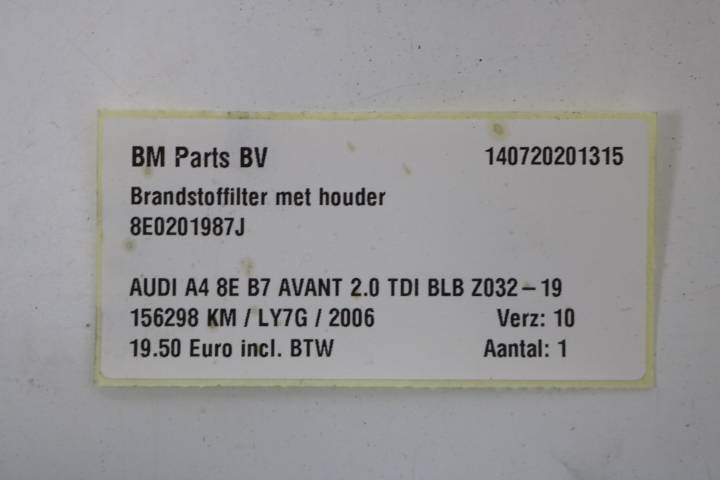 BM Parts BV 140720201315
Brandstoffilter met houder
8E0201987J
AUDI A4 8E B7 AVANT 2.0 TDI BLB Z032-19
156298 KM / LY7G / 2006 Verz: 10
19.50 Euro incl. BTW Aantal: 1